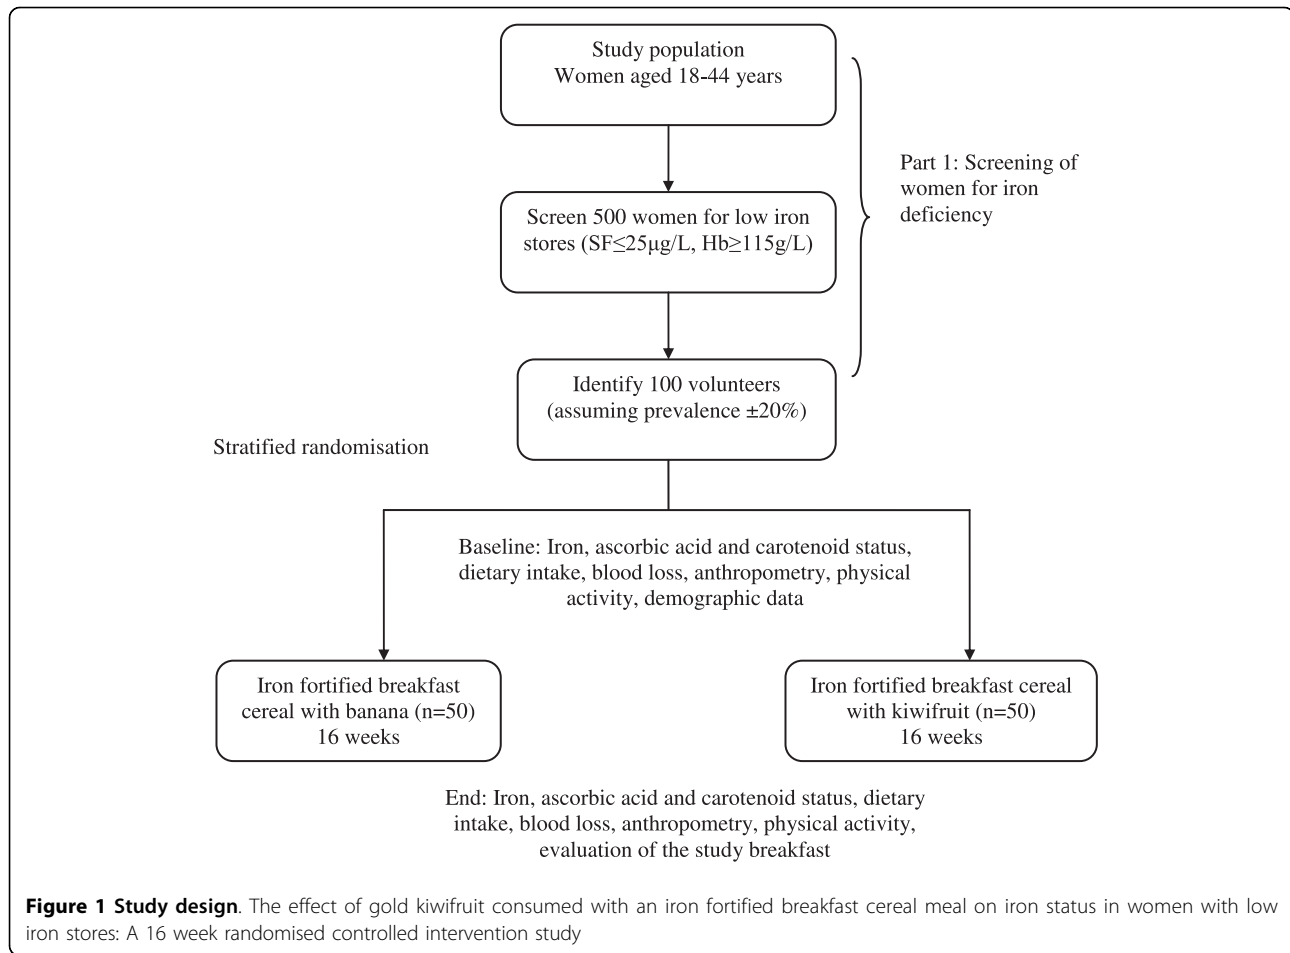 Study population
Women aged 18-44 years
Part 1: Screening of
women for iron
deficiency
Screen 500 women for low iron
stores (SF≤25µg/L, Hb≥115g/L)
Identify 100 volunteers
(assuming prevalence ±20%)
Stratified randomisation
Baseline: Iron, ascorbic acid and carotenoid status,
dietary intake, blood loss, anthropometry, physical
activity, demographic data
Iron fortified breakfast
cereal with banana (n=50)
16 weeks
Iron fortified breakfast cereal
with kiwifruit (n=50)
16 weeks
End: Iron, ascorbic acid and carotenoid status, dietary
intake, blood loss, anthropometry, physical activity,
evaluation of the study breakfast
Figure 1 Study design. The effect of gold kiwifruit consumed with an iron fortified breakfast cereal meal on iron status in women with low
iron stores: A 16 week randomised controlled intervention study